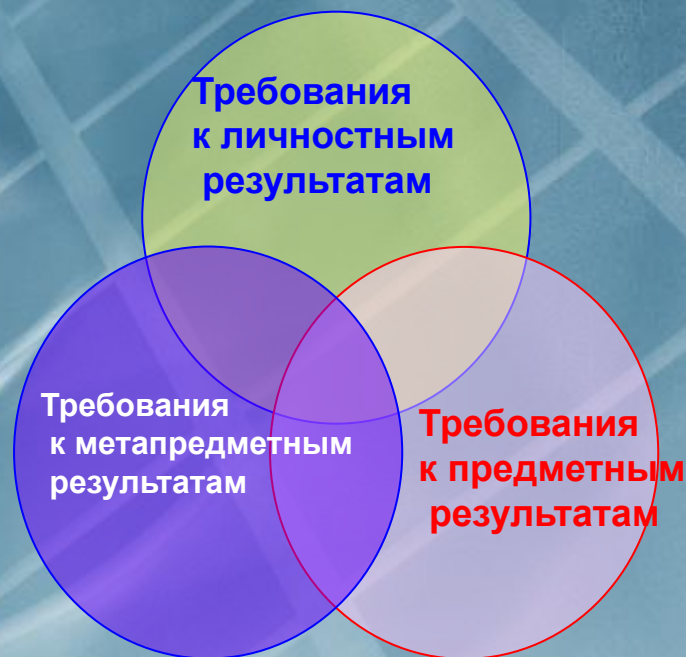 Требования
к личностным
результатам
Требования
к метапредметным
результатам
Требования
к предметным
результатам